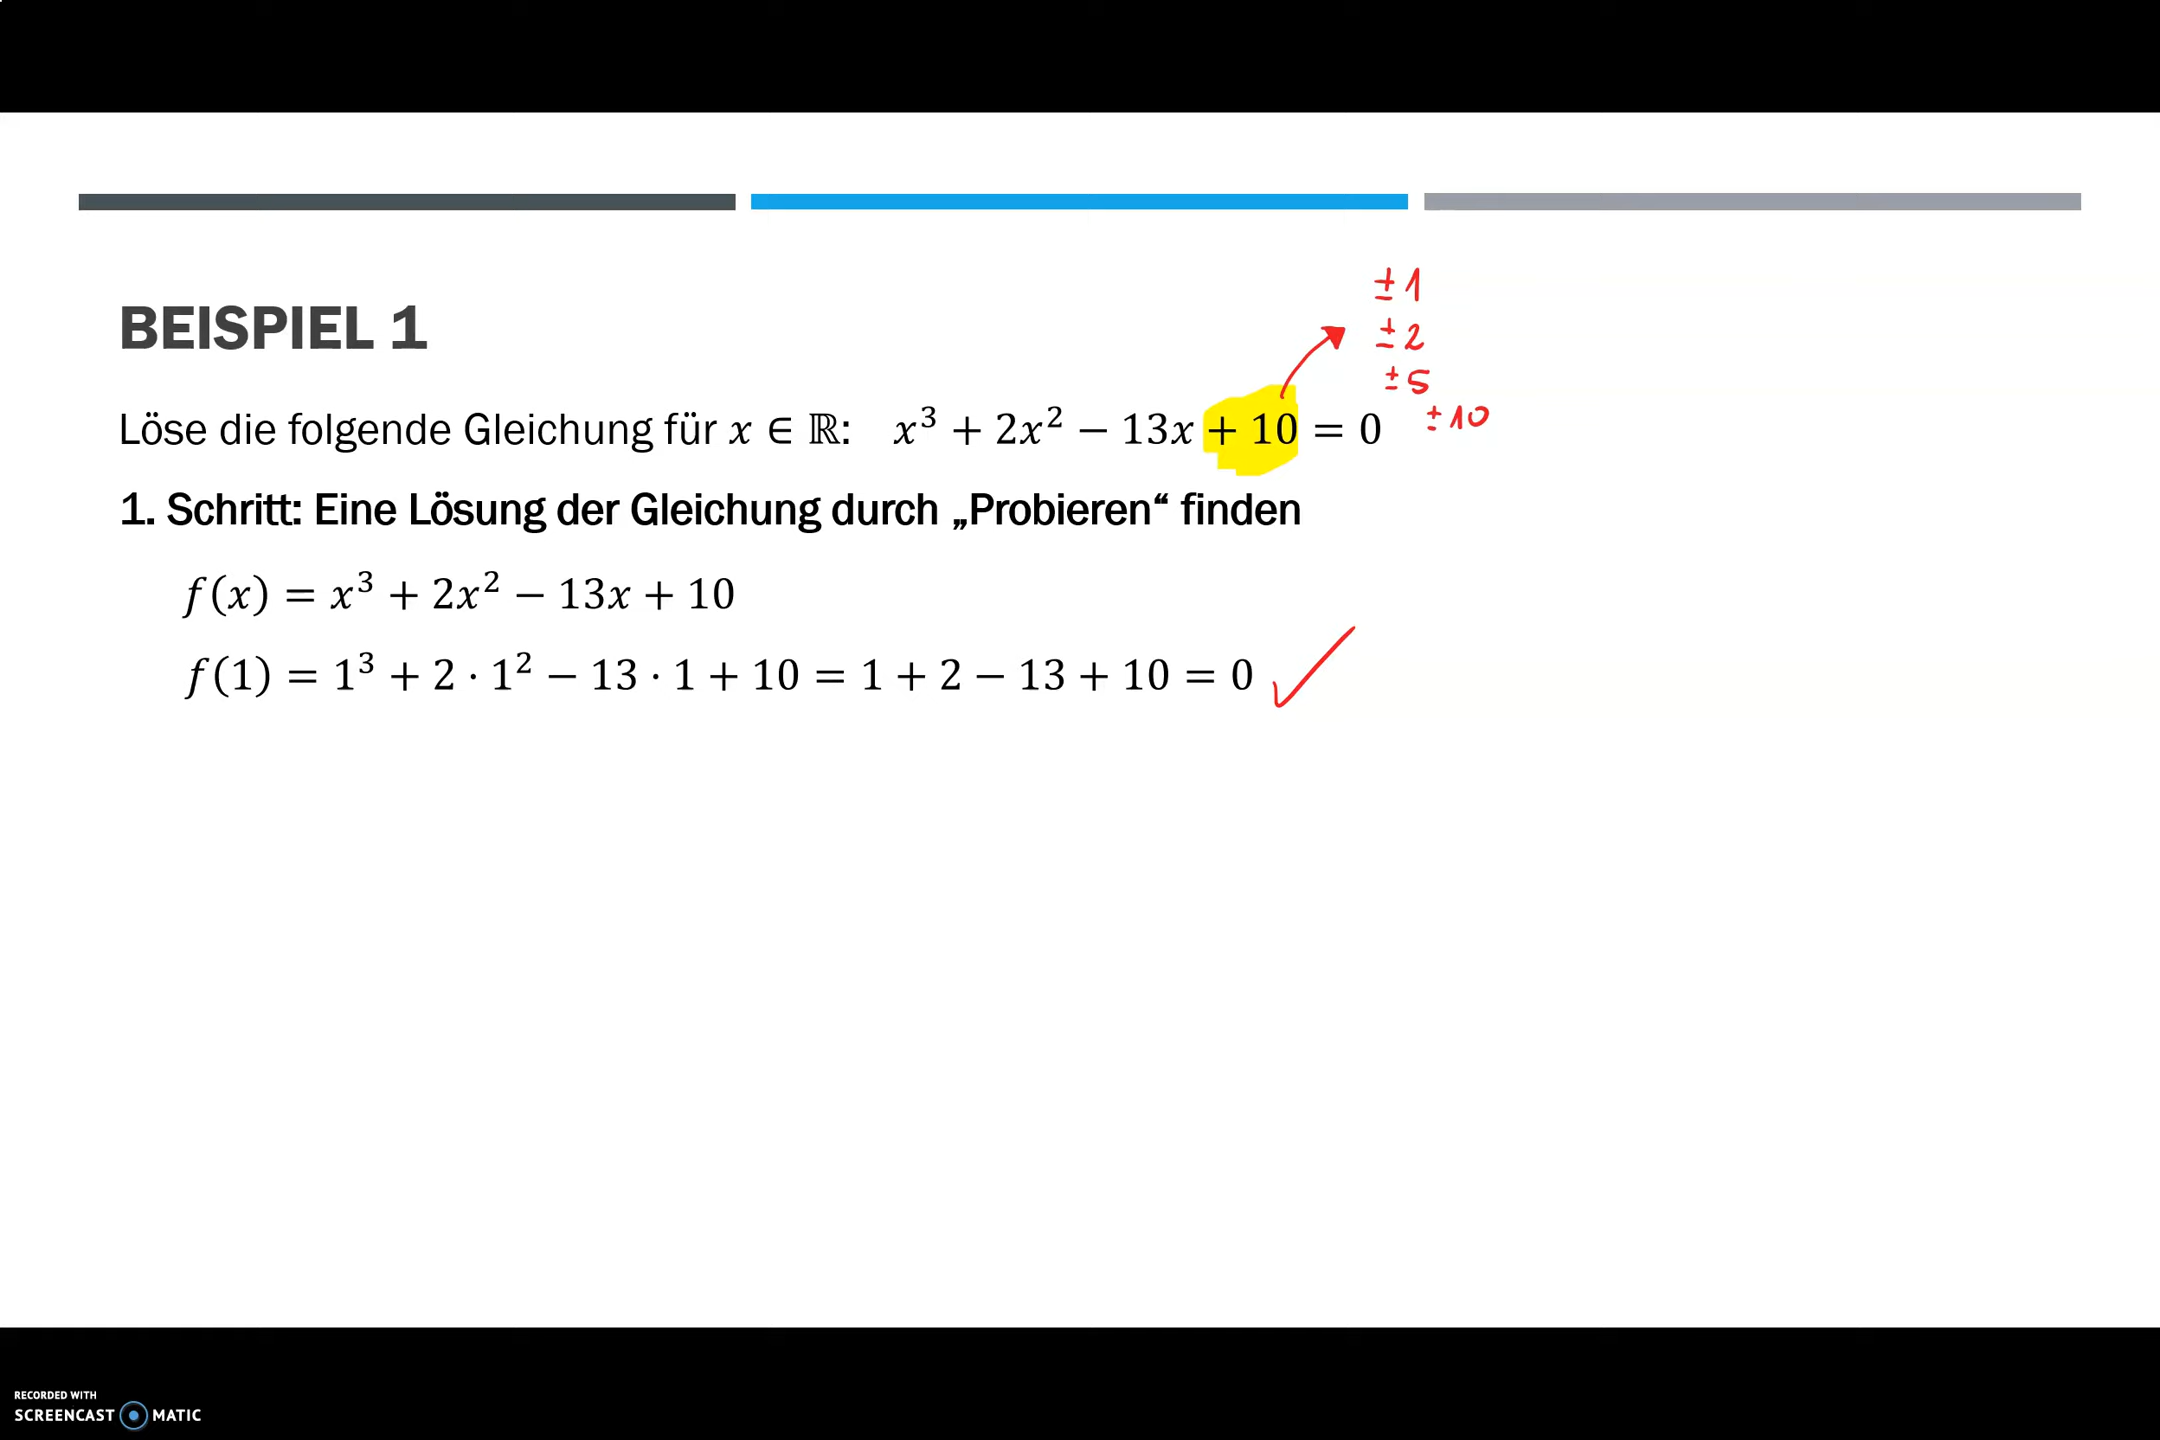 BEISPIEL 1
± 1
± 2
± 5
± 10
Löse die folgende Gleichung für x ∈ ℝ: x³ + 2x² − 13x + 10 = 0
1. Schritt: Eine Lösung der Gleichung durch „Probieren“ finden
f(x) = x³ + 2x² − 13x + 10
f(1) = 1³ + 2 · 1² − 13 · 1 + 10 = 1 + 2 − 13 + 10 = 0 ✓
RECORDED WITH
SCREENCAST MATIC